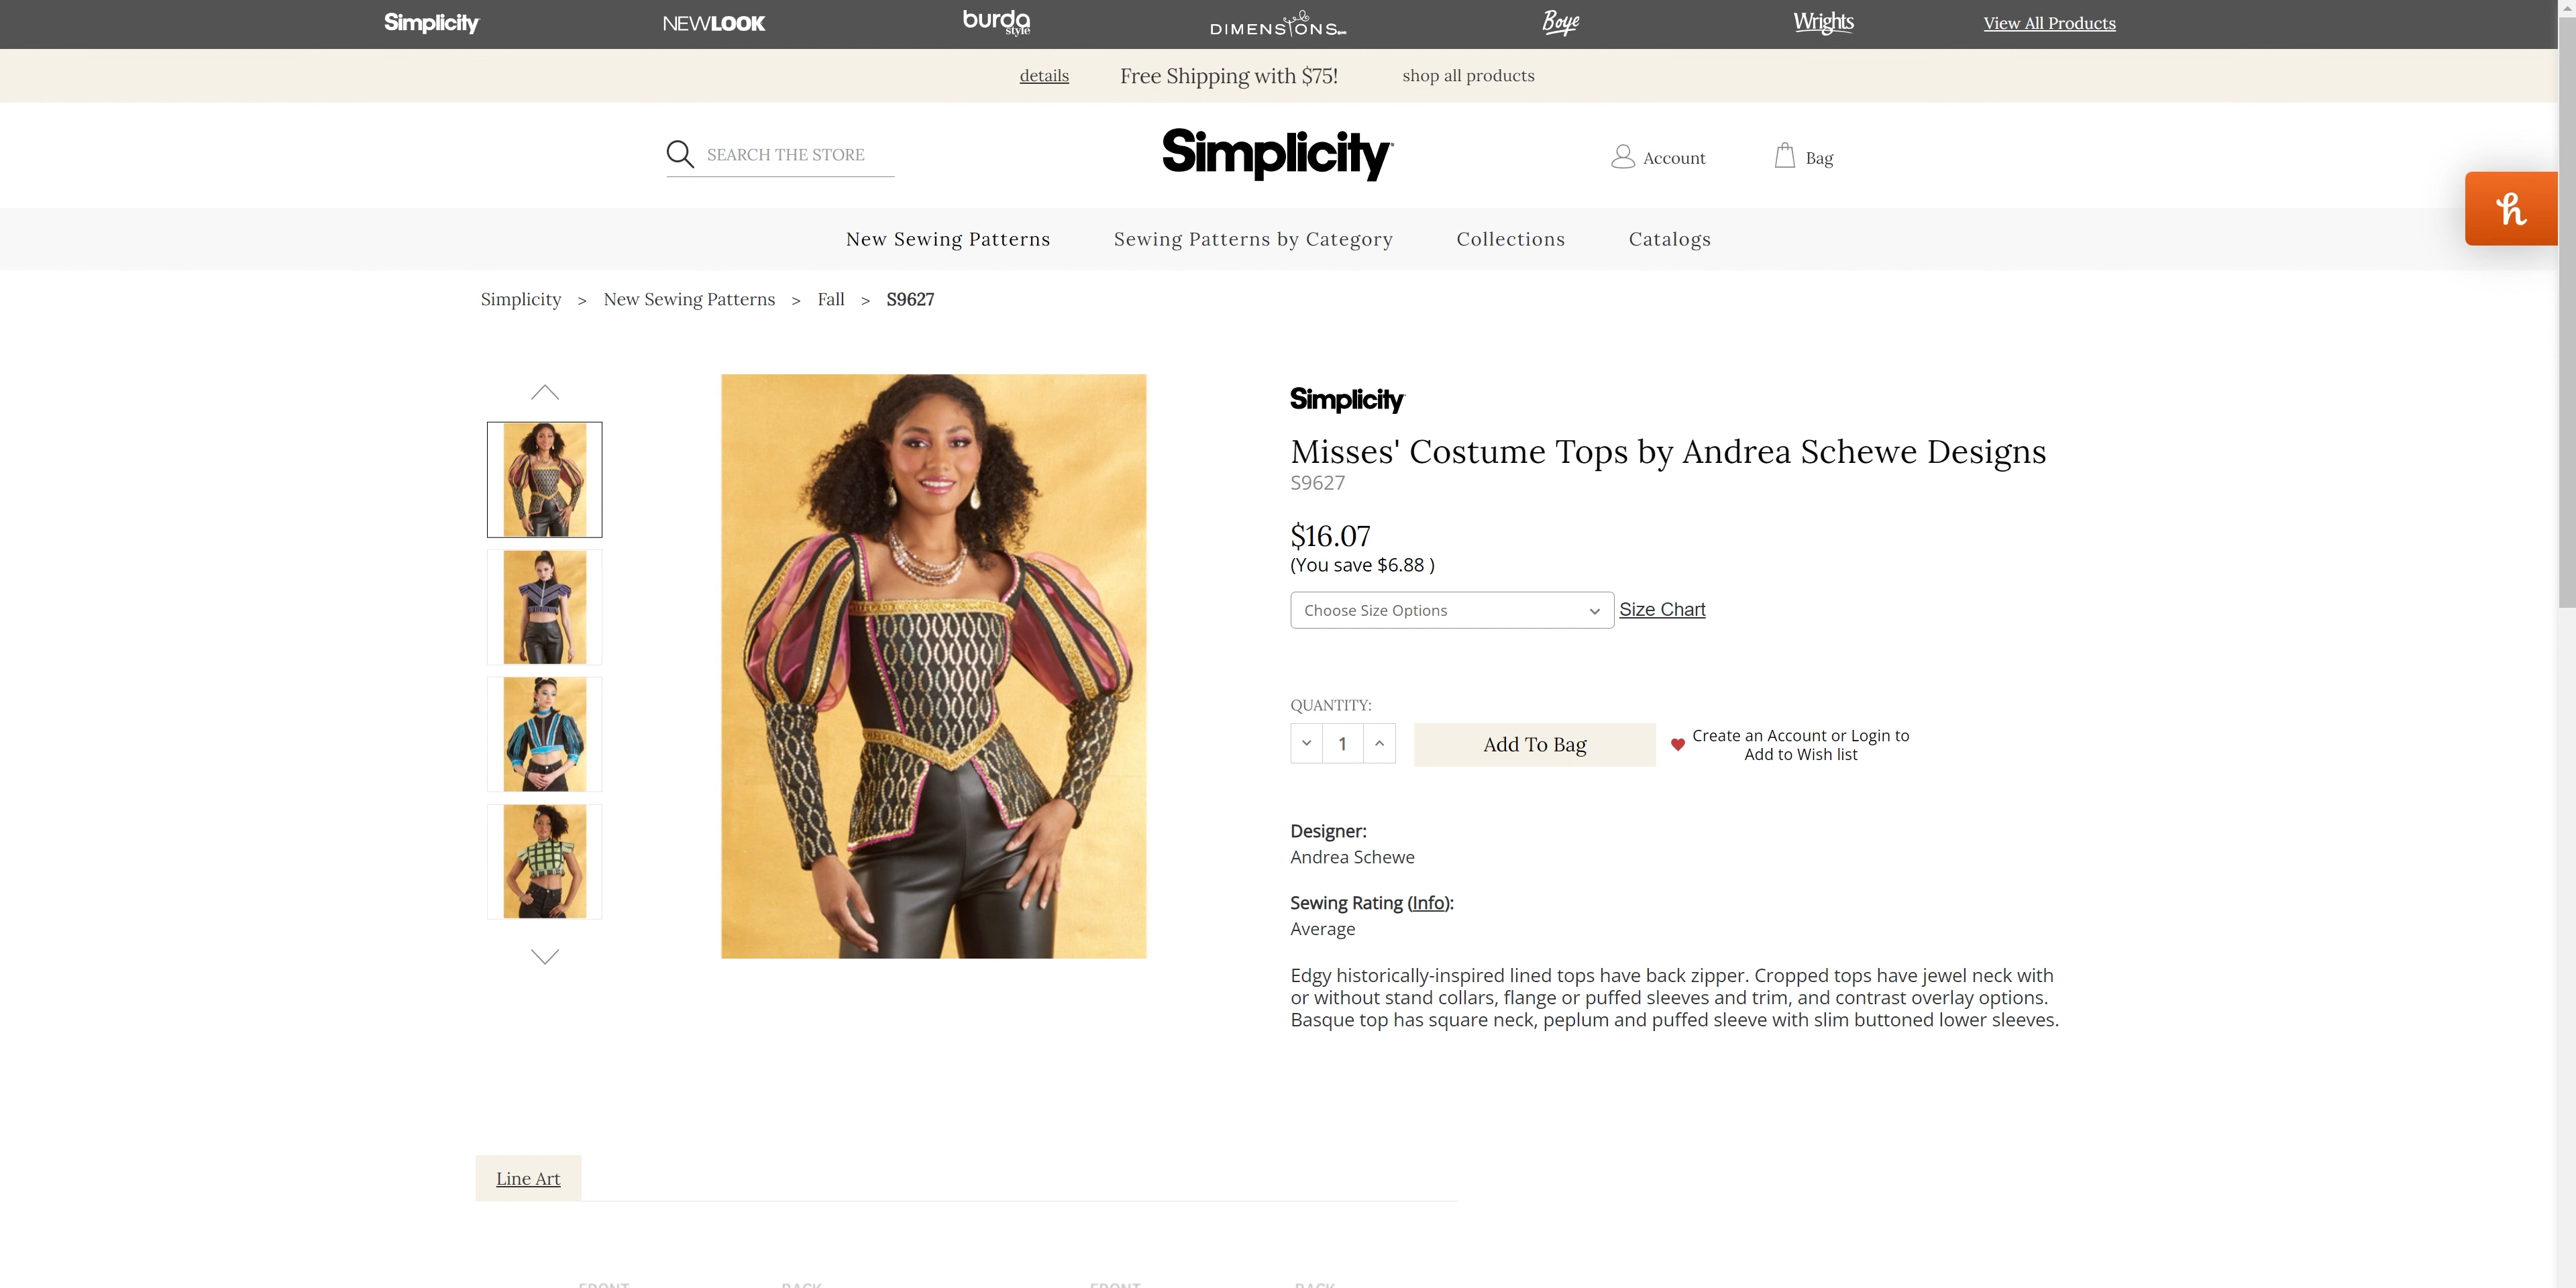 Simplicity
NEWLOOK
burda style
DIMENSIONS
Boye
Wrights
View All Products
details
Free Shipping with $75!
shop all products
SEARCH THE STORE
Simplicity
Account
Bag
New Sewing Patterns
Sewing Patterns by Category
Collections
Catalogs
Simplicity > New Sewing Patterns > Fall > S9627
Simplicity
Misses' Costume Tops by Andrea Schewe Designs
S9627
$16.07
(You save $6.88 )
Choose Size Options
Size Chart
QUANTITY:
1
Add To Bag
Create an Account or Login to
Add to Wish list
Designer:
Andrea Schewe
Sewing Rating (Info):
Average
Edgy historically-inspired lined tops have back zipper. Cropped tops have jewel neck with
or without stand collars, flange or puffed sleeves and trim, and contrast overlay options.
Basque top has square neck, peplum and puffed sleeve with slim buttoned lower sleeves.
Line Art
FRONT BACK FRONT BACK